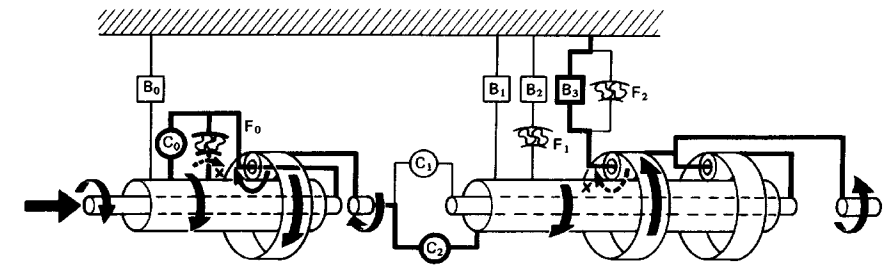 B₀
B₁
B₂
B₃
F₂
C₀
F₀
F₁
x
C₁
x
C₂